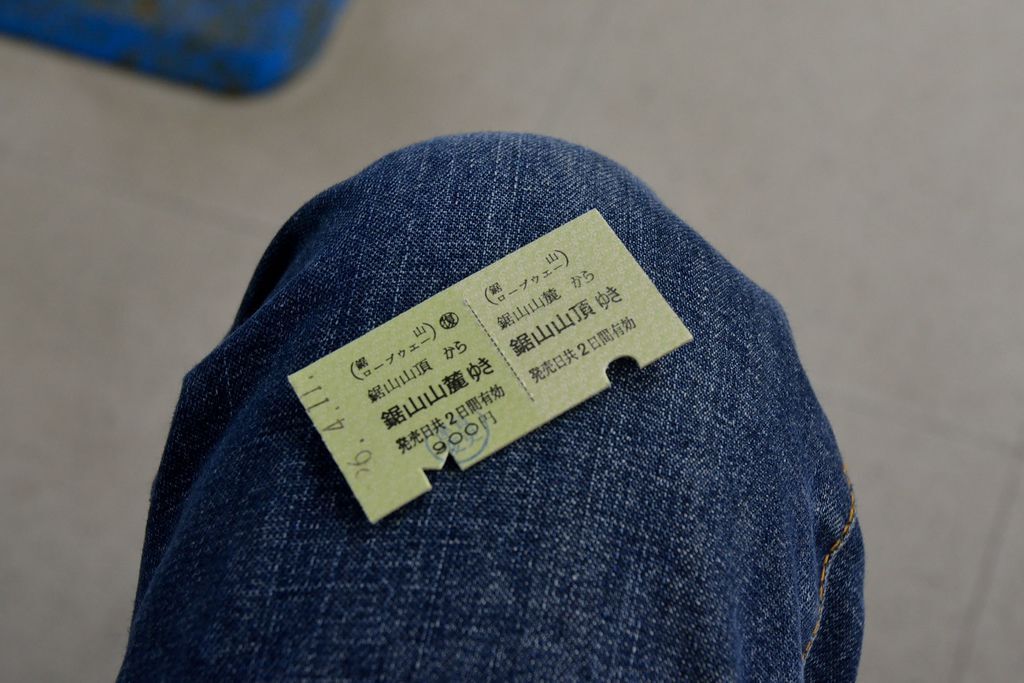 26.-4.11
(鋸山ロープウエー) 復
鋸山山頂 から
鋸山山麓ゆき
発売日共2日間有効
900円
(鋸山ロープウエー)
鋸山山麓 から
鋸山山頂ゆき
発売日共2日間有効